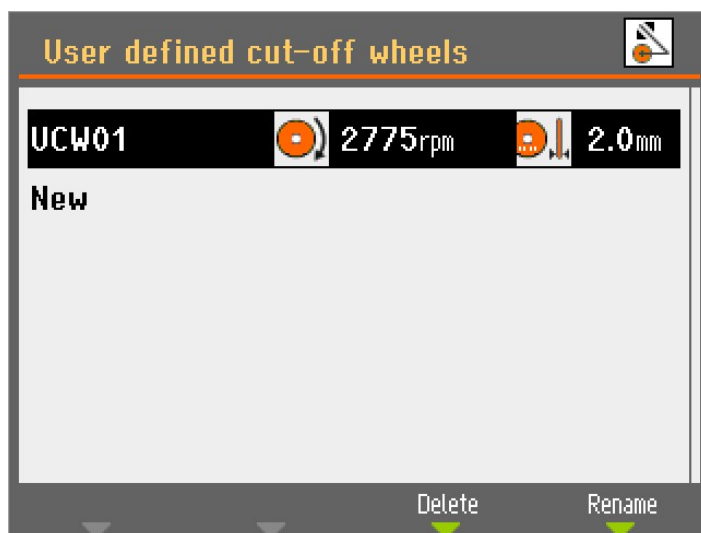 User defined cut-off wheels
UCW01 2775rpm 2.0mm
New
Delete Rename